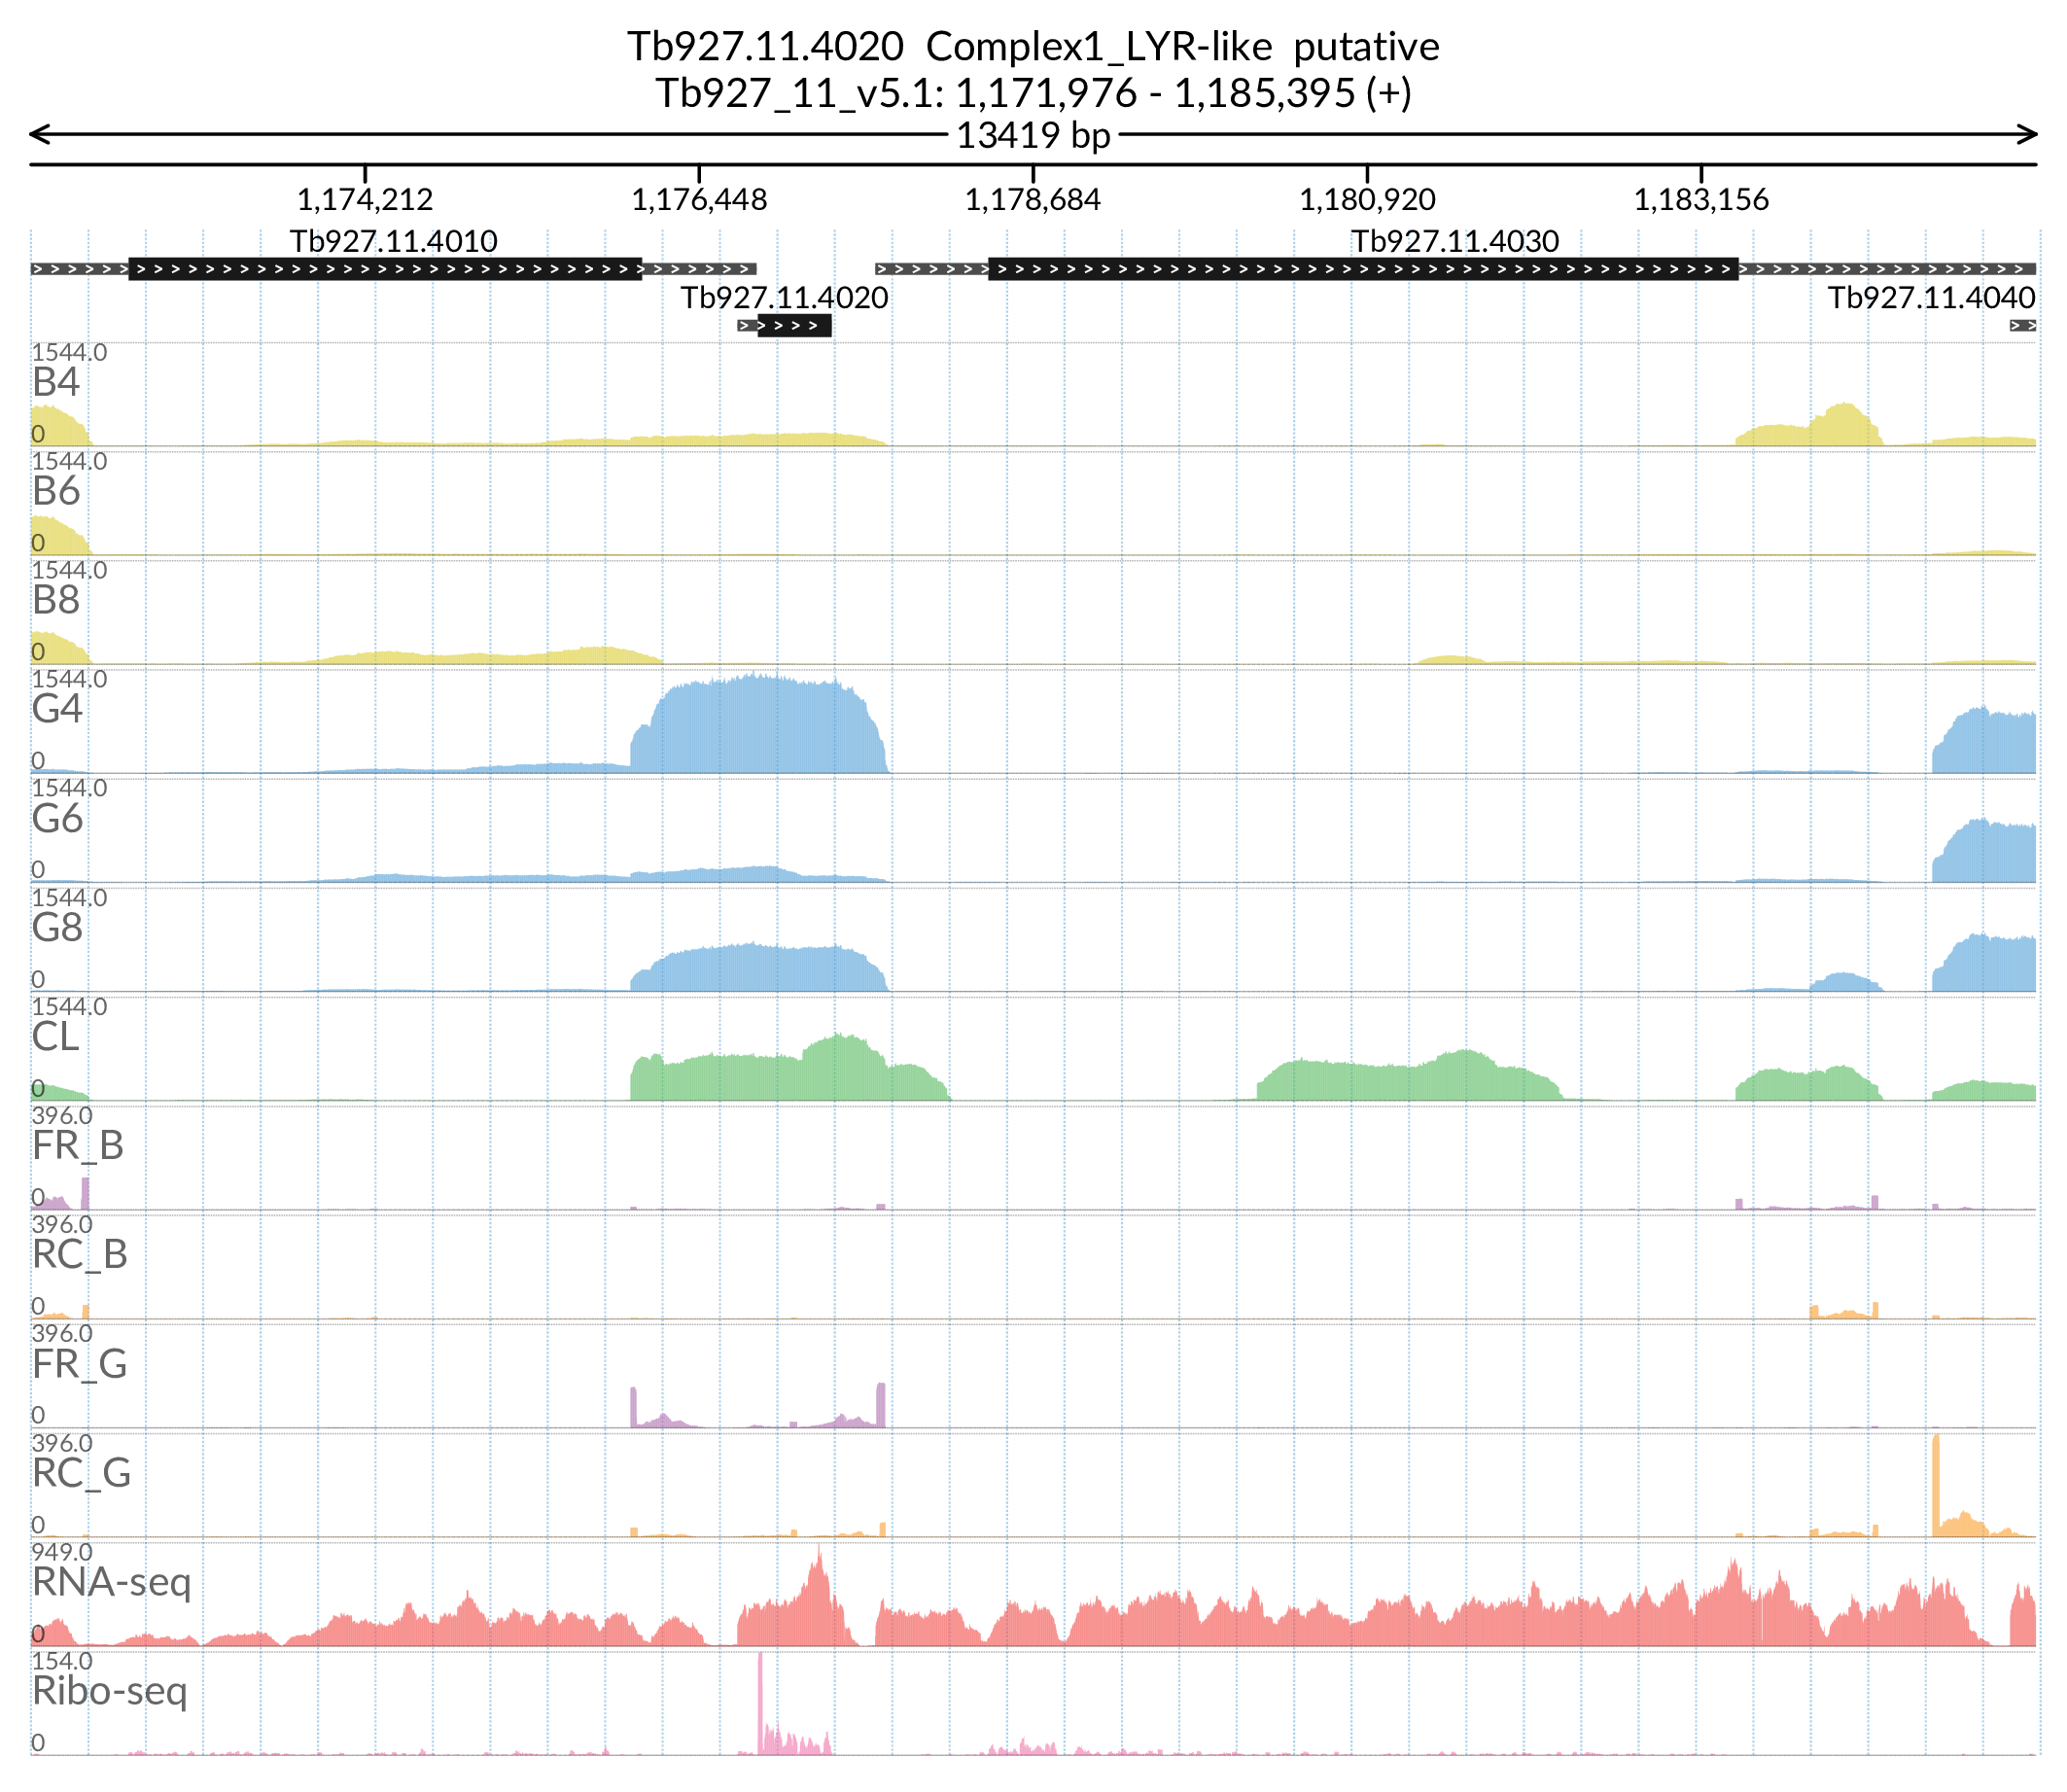 Tb927.11.4020 Complex1_LYR-like putative
Tb927_11_v5.1: 1,171,976 - 1,185,395 (+)
13419 bp
1,174,212 1,176,448 1,178,684 1,180,920 1,183,156
Tb927.11.4010 Tb927.11.4030
Tb927.11.4020 Tb927.11.4040
1544.0
B4
0
1544.0
B6
0
1544.0
B8
0
1544.0
G4
0
1544.0
G6
0
1544.0
G8
0
1544.0
CL
0
396.0
FR_B
0
396.0
RC_B
0
396.0
FR_G
0
396.0
RC_G
0
949.0
RNA-seq
0
154.0
Ribo-seq
0